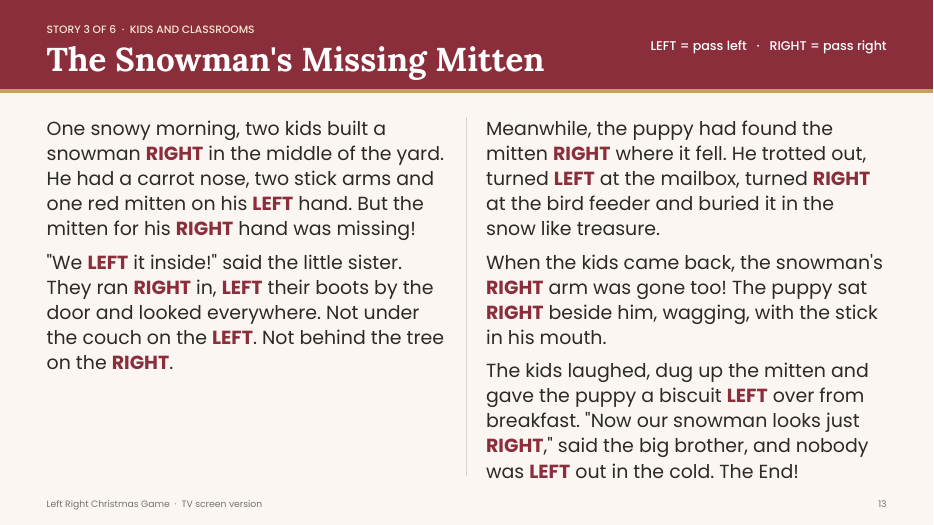 STORY 3 OF 6 · KIDS AND CLASSROOMS
The Snowman's Missing Mitten
LEFT = pass left · RIGHT = pass right
One snowy morning, two kids built a
snowman RIGHT in the middle of the yard.
He had a carrot nose, two stick arms and
one red mitten on his LEFT hand. But the
mitten for his RIGHT hand was missing!
"We LEFT it inside!" said the little sister.
They ran RIGHT in, LEFT their boots by the
door and looked everywhere. Not under
the couch on the LEFT. Not behind the tree
on the RIGHT.
Meanwhile, the puppy had found the
mitten RIGHT where it fell. He trotted out,
turned LEFT at the mailbox, turned RIGHT
at the bird feeder and buried it in the
snow like treasure.
When the kids came back, the snowman's
RIGHT arm was gone too! The puppy sat
RIGHT beside him, wagging, with the stick
in his mouth.
The kids laughed, dug up the mitten and
gave the puppy a biscuit LEFT over from
breakfast. "Now our snowman looks just
RIGHT," said the big brother, and nobody
was LEFT out in the cold. The End!
Left Right Christmas Game · TV screen version
13